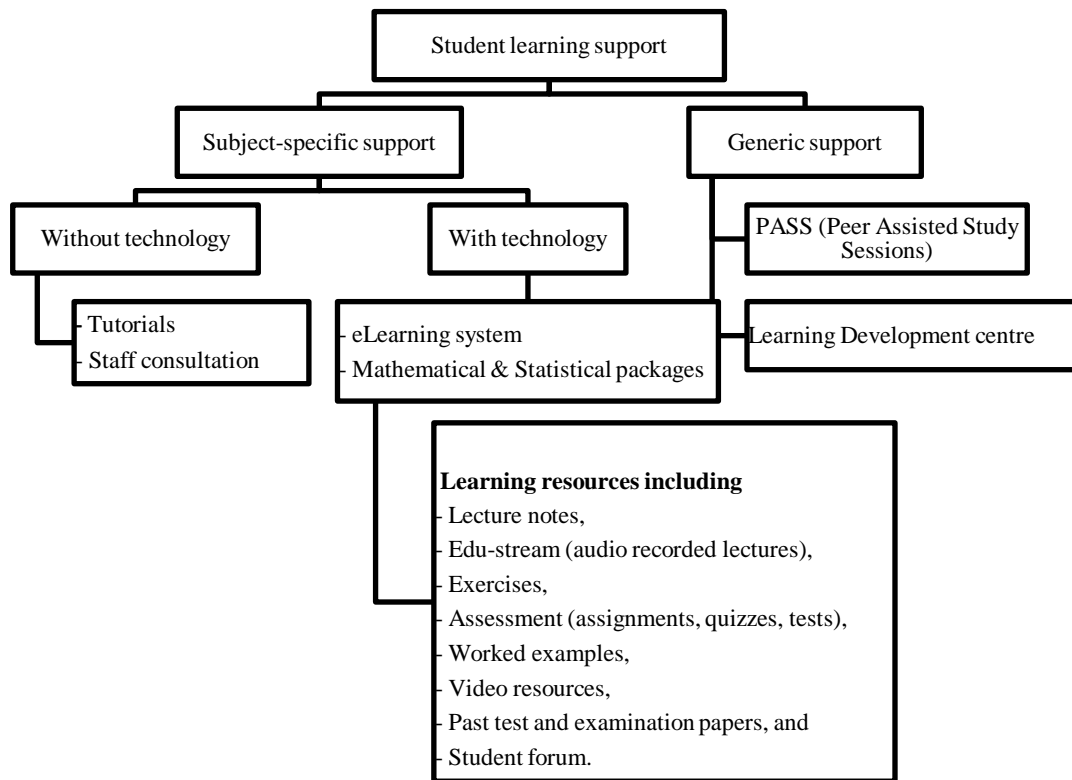 Student learning support
Subject-specific support
Generic support
Without technology
With technology
PASS (Peer Assisted Study
Sessions)
- Tutorials
- Staff consultation
- eLearning system
- Mathematical & Statistical packages
Learning Development centre
Learning resources including
- Lecture notes,
- Edu-stream (audio recorded lectures),
- Exercises,
- Assessment (assignments, quizzes, tests),
- Worked examples,
- Video resources,
- Past test and examination papers, and
- Student forum.